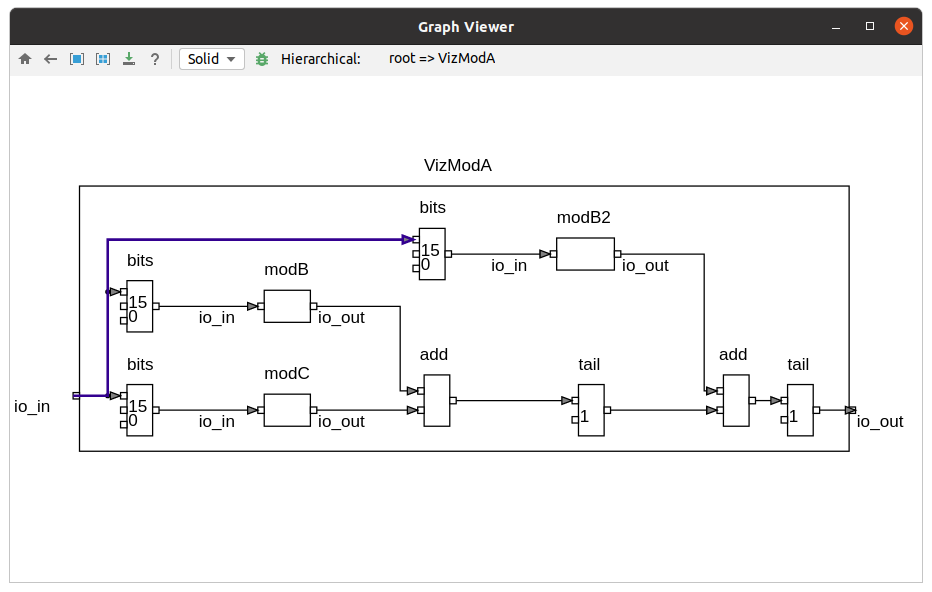 Graph Viewer
? Solid Hierarchical: root => VizModA
VizModA
bits
15
0
modB2
io_in
io_out
bits
15
0
modB
io_in
io_out
bits
15
0
modC
io_in
io_out
add
tail
1
add
tail
1
io_in
io_out